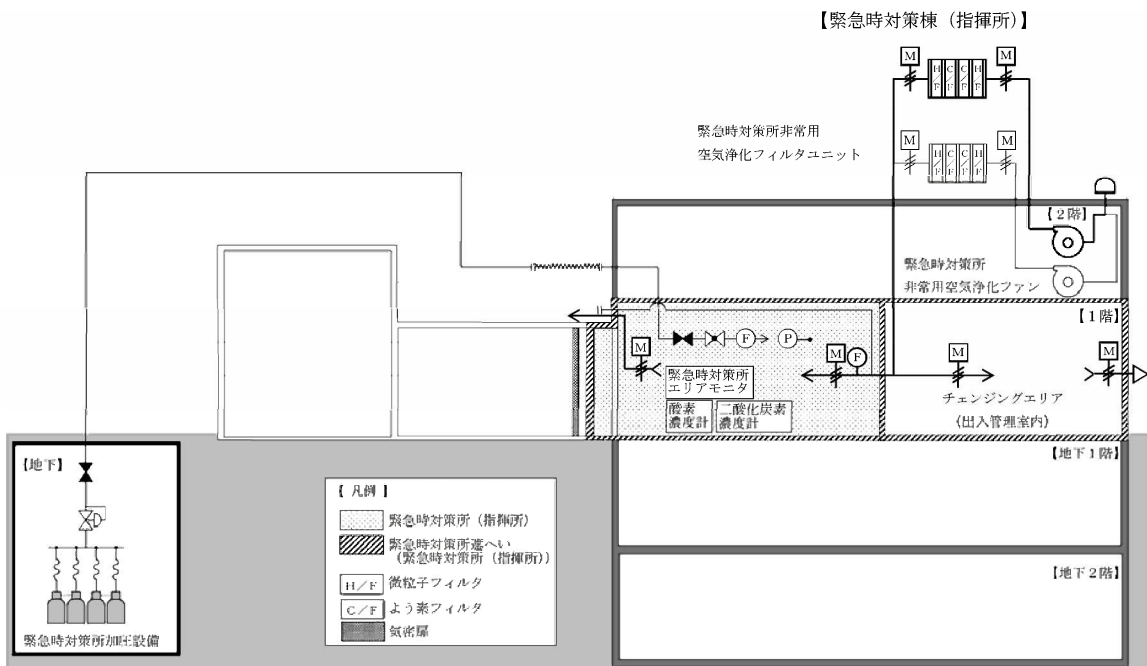 【緊急時対策棟（指揮所）】
M
M
H/F
C/F
C/F
H/F
緊急時対策所非常用
空気浄化フィルタユニット
M
M
H/F
C/F
C/F
H/F
【2階】
緊急時対策所
非常用空気浄化ファン
【1階】
M
F
P
M
F
M
M
緊急時対策所
エリアモニタ
酸素
濃度計
二酸化炭素
濃度計
チェンジングエリア
（出入管理室内）
【地下】
緊急時対策所加圧設備
【 凡例 】
緊急時対策所（指揮所）
緊急時対策所遮へい
（緊急時対策所（指揮所））
H/F
微粒子フィルタ
C/F
よう素フィルタ
気密扉
【地下1階】
【地下2階】